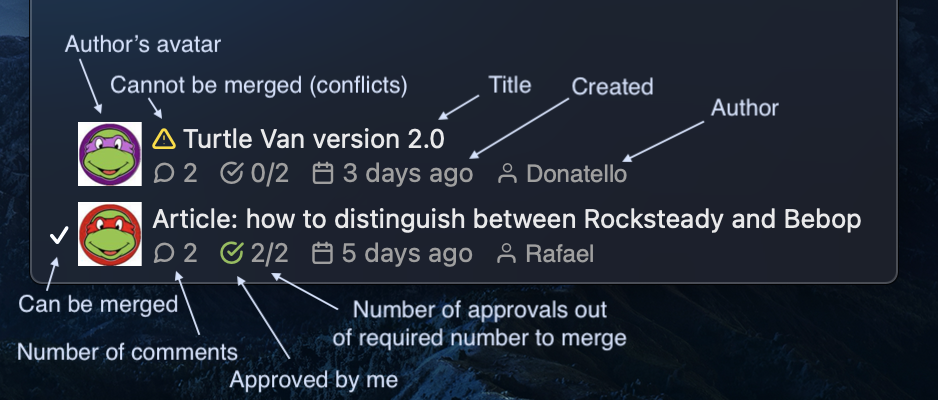 Author's avatar
Cannot be merged (conflicts)
Title
Created
Author
Turtle Van version 2.0
2 0/2 3 days ago Donatello
Article: how to distinguish between Rocksteady and Bebop
2 2/2 5 days ago Rafael
Can be merged
Number of comments
Approved by me
Number of approvals out
of required number to merge